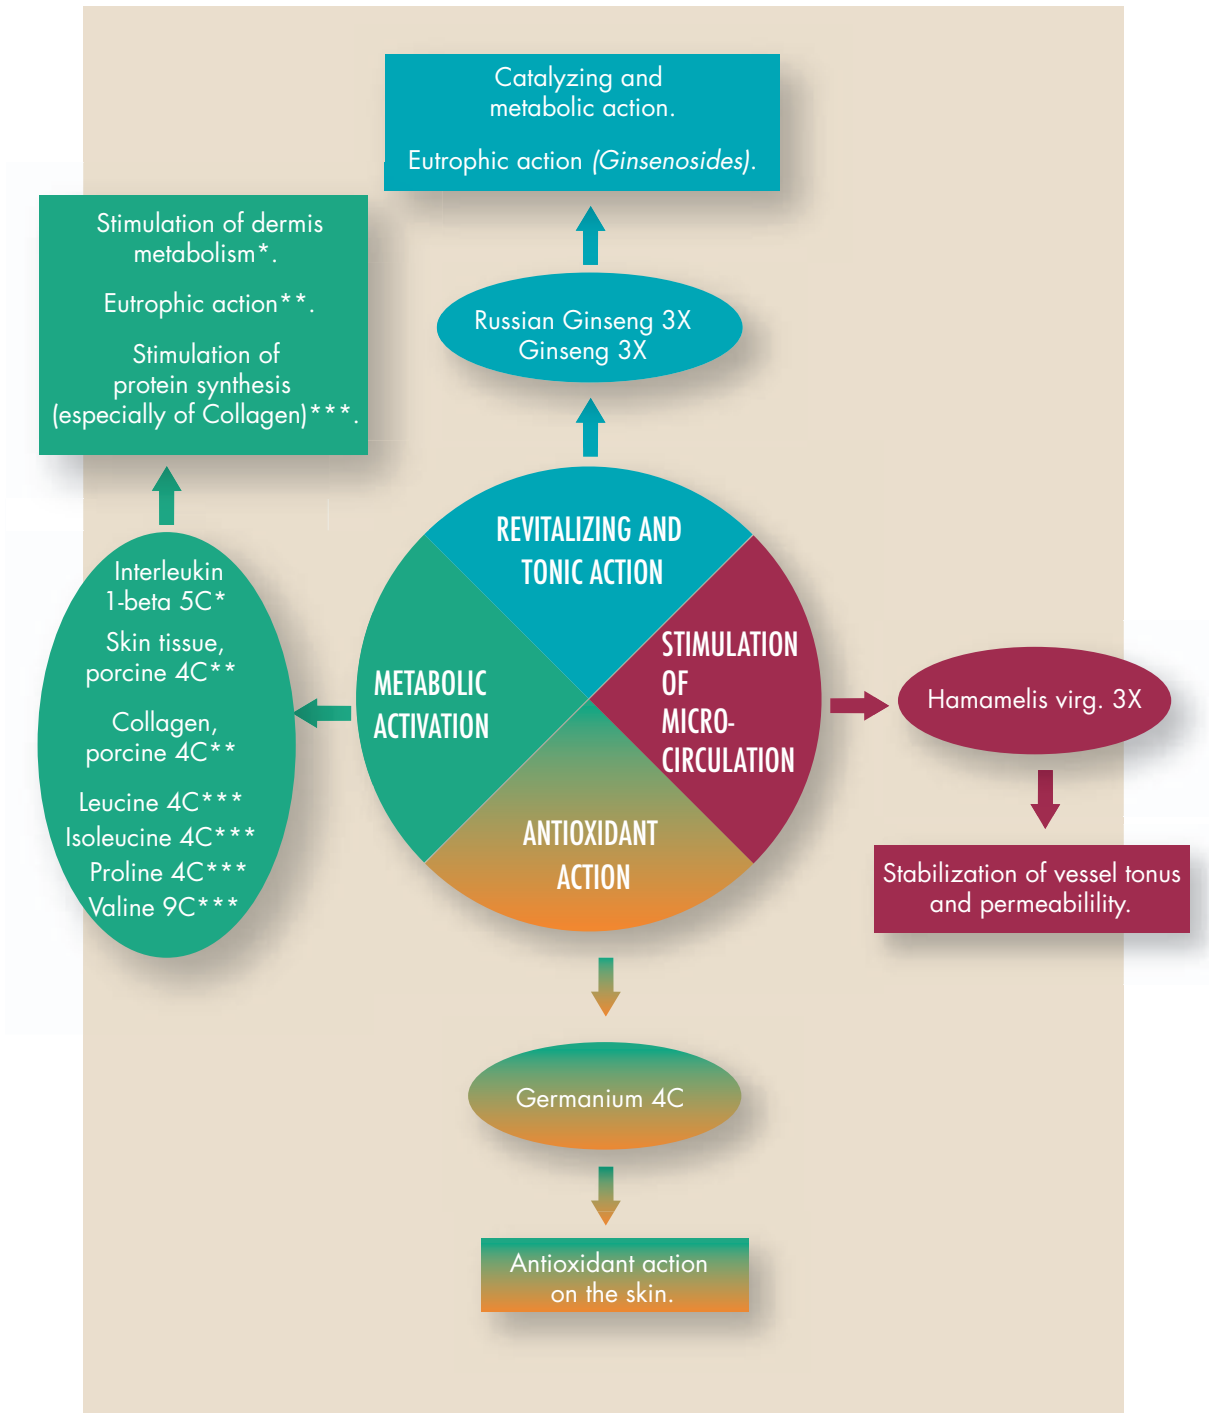 Catalyzing and
metabolic action.
Eutrophic action (Ginsenosides).
Stimulation of dermis
metabolism*.
Eutrophic action**.
Stimulation of
protein synthesis
(especially of Collagen)***.
Russian Ginseng 3X
Ginseng 3X
REVITALIZING AND
TONIC ACTION
Interleukin
1-beta 5C*
Skin tissue,
porcine 4C**
Collagen,
porcine 4C**
Leucine 4C***
Isoleucine 4C***
Proline 4C***
Valine 9C***
METABOLIC
ACTIVATION
STIMULATION
OF
MICRO-
CIRCULATION
Hamamelis virg. 3X
Stabilization of vessel tonus
and permeabilility.
ANTIOXIDANT
ACTION
Germanium 4C
Antioxidant action
on the skin.